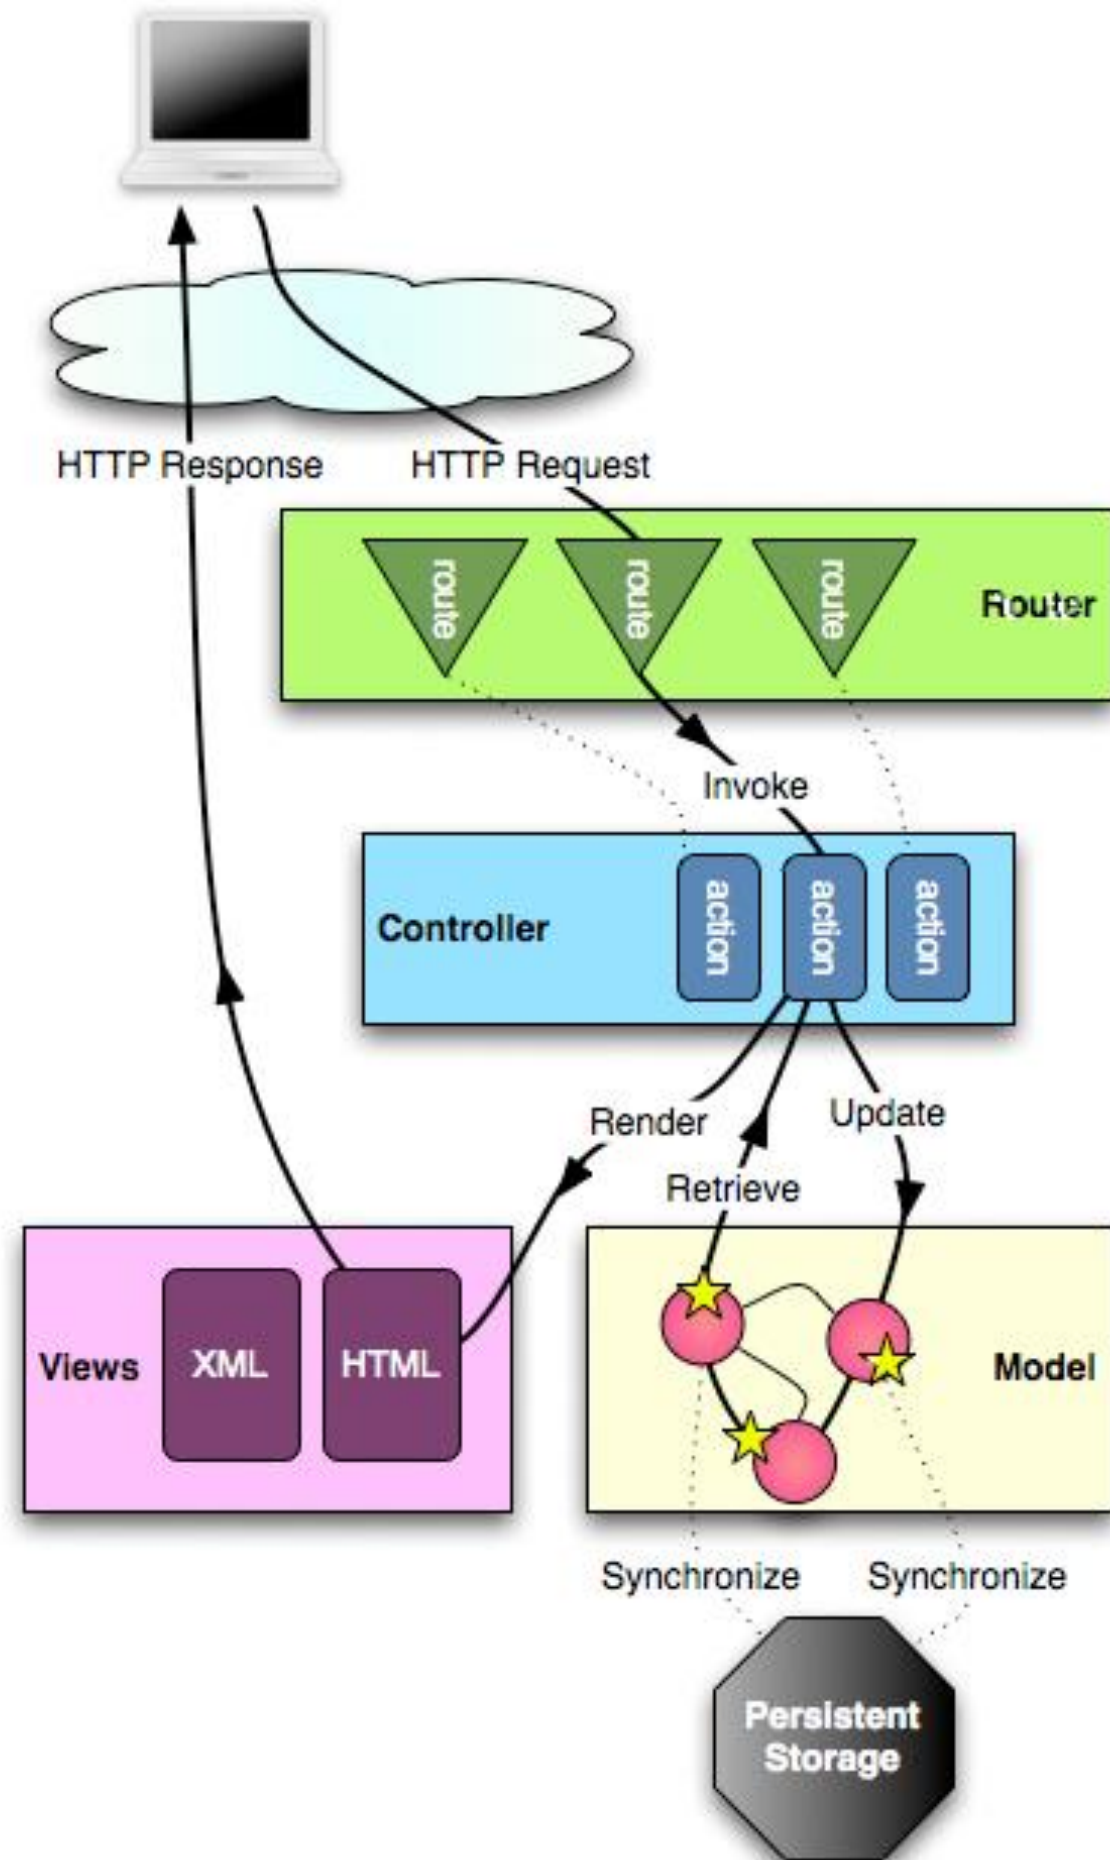 HTTP Response
HTTP Request
route
route
route
Router
Invoke
Controller
action
action
action
Render
Update
Retrieve
Views
XML
HTML
Model
Synchronize
Synchronize
Persistent
Storage